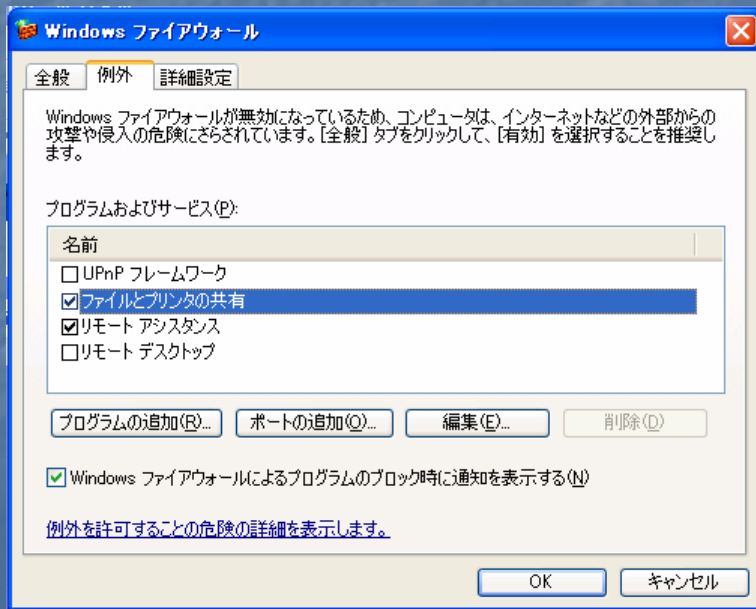 Windows ファイアウォール
全般 例外 詳細設定
Windows ファイアウォールが無効になっているため、コンピュータは、インターネットなどの外部からの
攻撃や侵入の危険にさらされています。[全般] タブをクリックして、[有効] を選択することを推奨し
ます。
プログラムおよびサービス(P):
名前
UPnP フレームワーク
ファイルとプリンタの共有
リモート アシスタンス
リモート デスクトップ
プログラムの追加(R)... ポートの追加(O)... 編集(E)... 削除(D)
Windows ファイアウォールによるプログラムのブロック時に通知を表示する(N)
例外を許可することの危険の詳細を表示します。
OK キャンセル